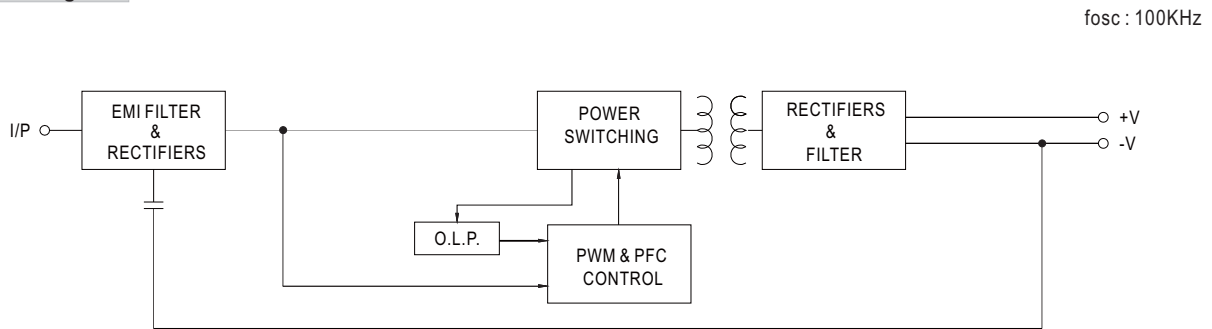 fosc : 100KHz
I/P
EMI FILTER
&
RECTIFIERS
POWER
SWITCHING
RECTIFIERS
&
FILTER
+V
-V
O.L.P.
PWM & PFC
CONTROL